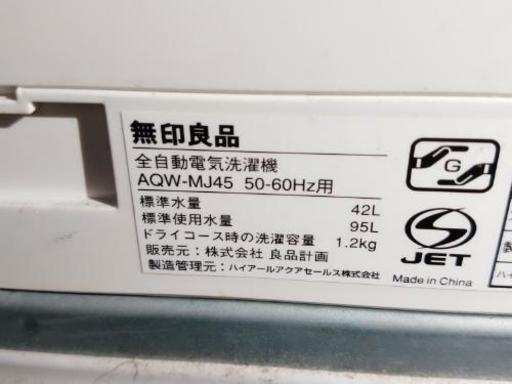 無印良品
全自動電気洗濯機
AQW-MJ45 50-60Hz用
標準水量 42L
標準使用水量 95L
ドライコース時の洗濯容量 1.2kg
販売元：株式会社 良品計画
製造管理元：ハイアールアクアセールス株式会社
G
JET
Made in China